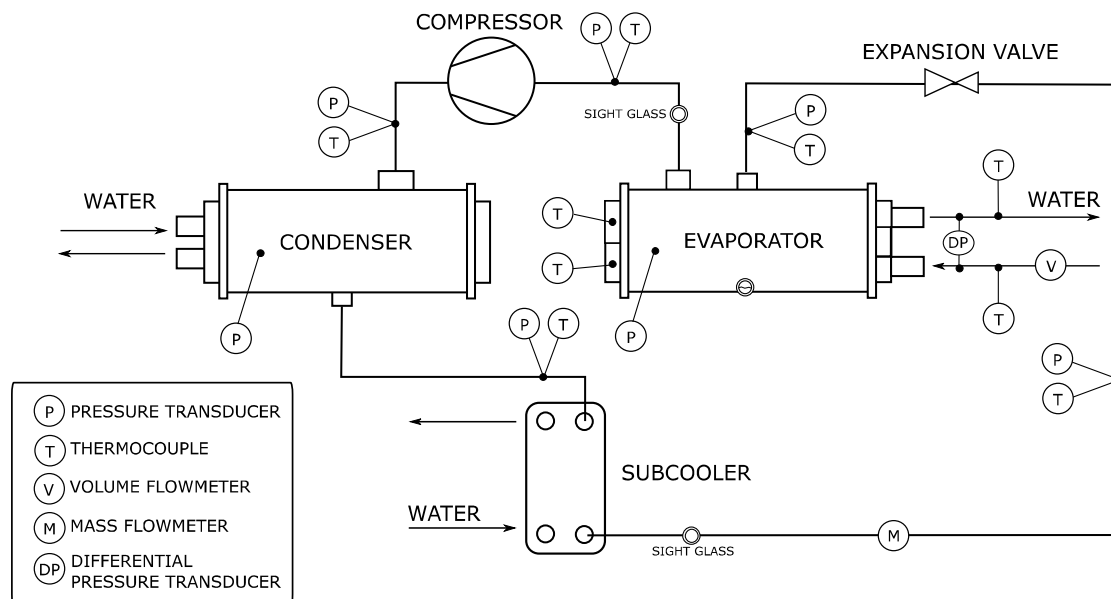 COMPRESSOR
P T
EXPANSION VALVE
P
T
SIGHT GLASS
P
T
T
WATER
WATER
T
CONDENSER
EVAPORATOR
DP
T
V
P
P
T
P T
P
T
P PRESSURE TRANSDUCER
T THERMOCOUPLE
V VOLUME FLOWMETER
M MASS FLOWMETER
DP DIFFERENTIAL
PRESSURE TRANSDUCER
SUBCOOLER
WATER
SIGHT GLASS
M